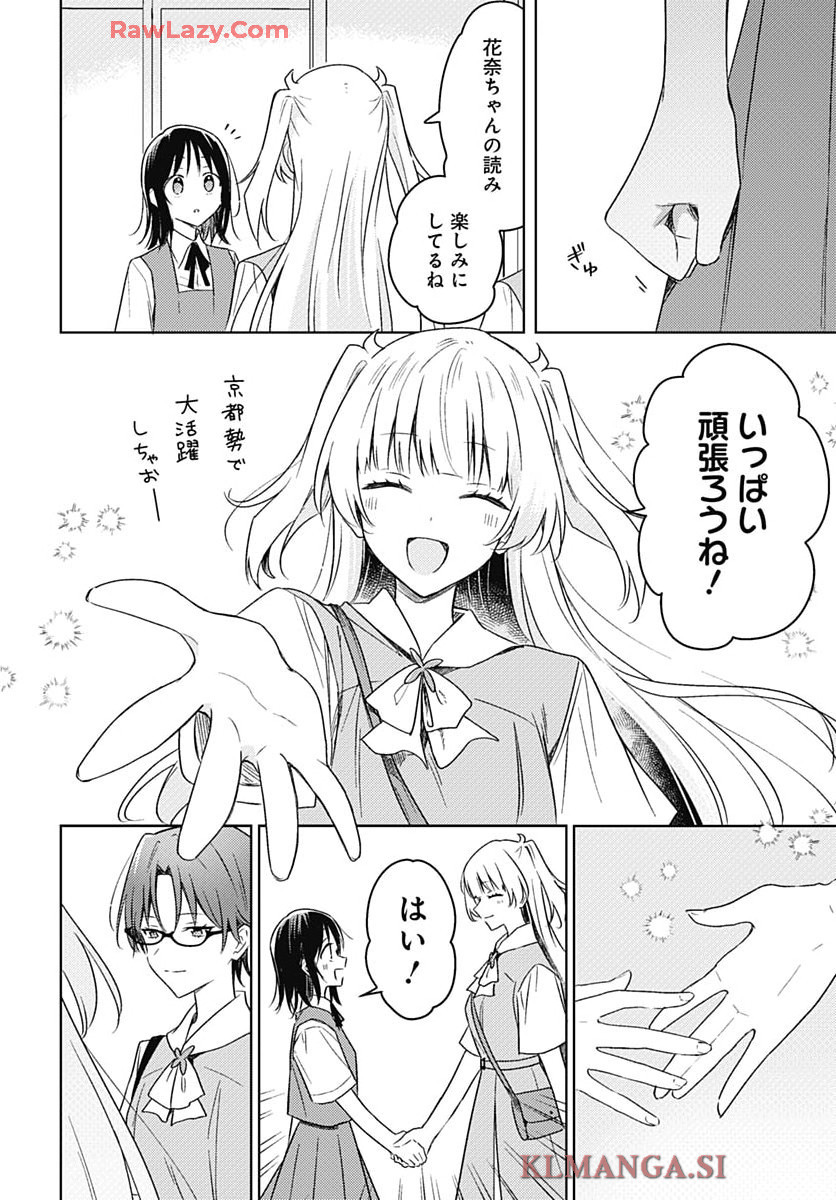 RawLazy.Com
ぎゅ
花奈ちゃんの読み
楽しみに
してるね
いっぱい
頑張ろうね！
京都勢で
大活躍
しちゃおー
はい！
KLMANGA.SI